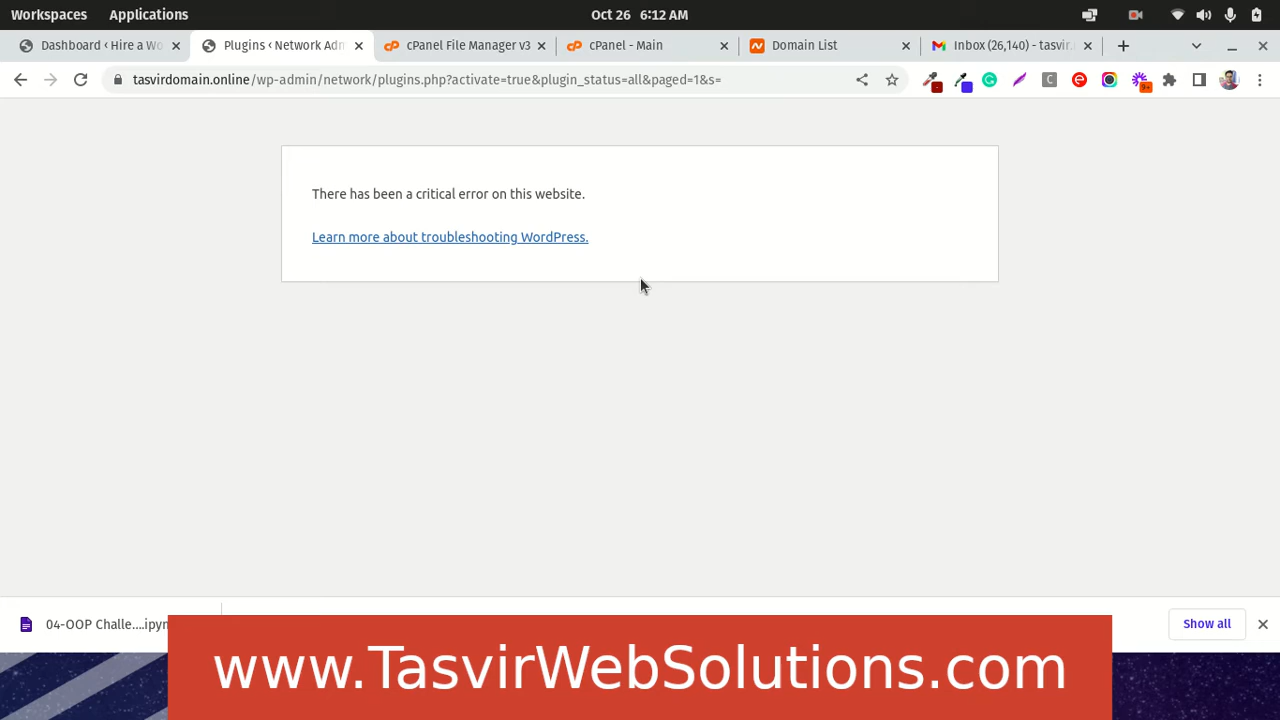 Workspaces Applications Oct 26 6:12 AM
Dashboard ‹ Hire a Wo Plugins ‹ Network Adm cPanel File Manager v3 cPanel - Main Domain List Inbox (26,140) - tasvir.
tasvirdomain.online/wp-admin/network/plugins.php?activate=true&plugin_status=all&paged=1&s=
There has been a critical error on this website.
Learn more about troubleshooting WordPress.
04-OOP Challe....ipyn Show all
www.TasvirWebSolutions.com